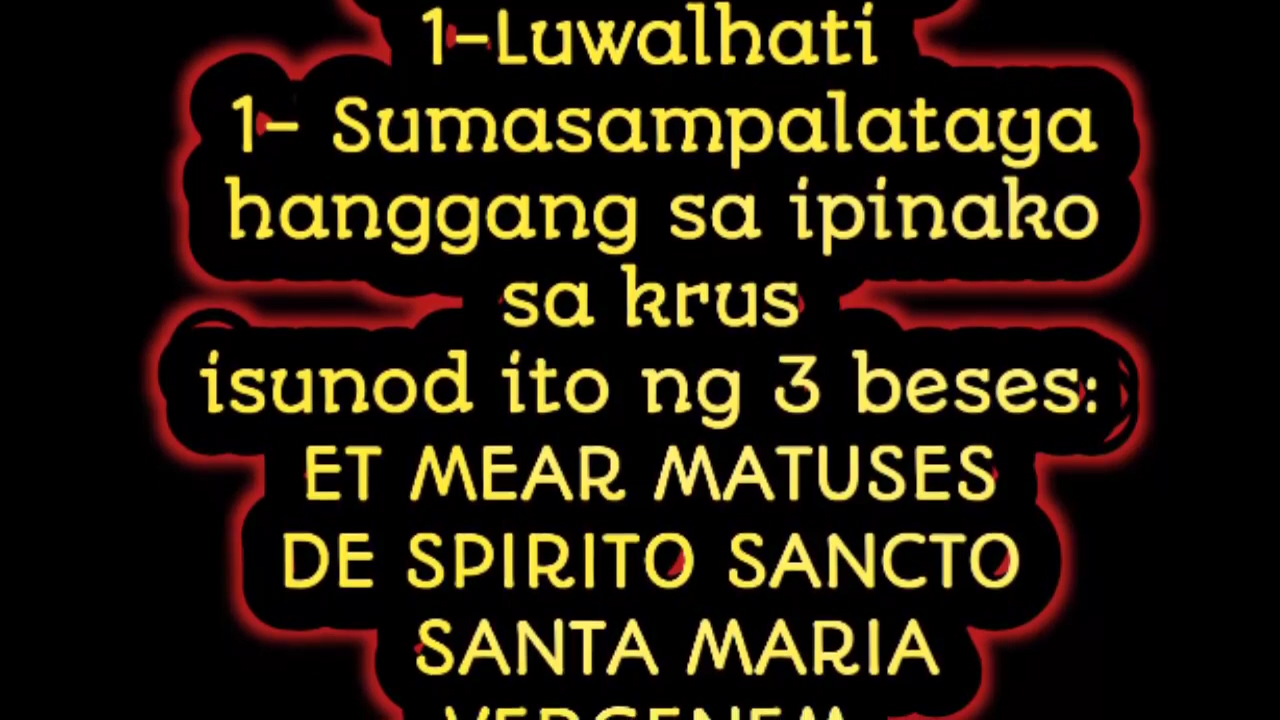 1-Luwalhati
1- Sumasampalataya
hanggang sa ipinako
sa krus
isunod ito ng 3 beses:
ET MEAR MATUSES
DE SPIRITO SANCTO
SANTA MARIA
VERGENEM